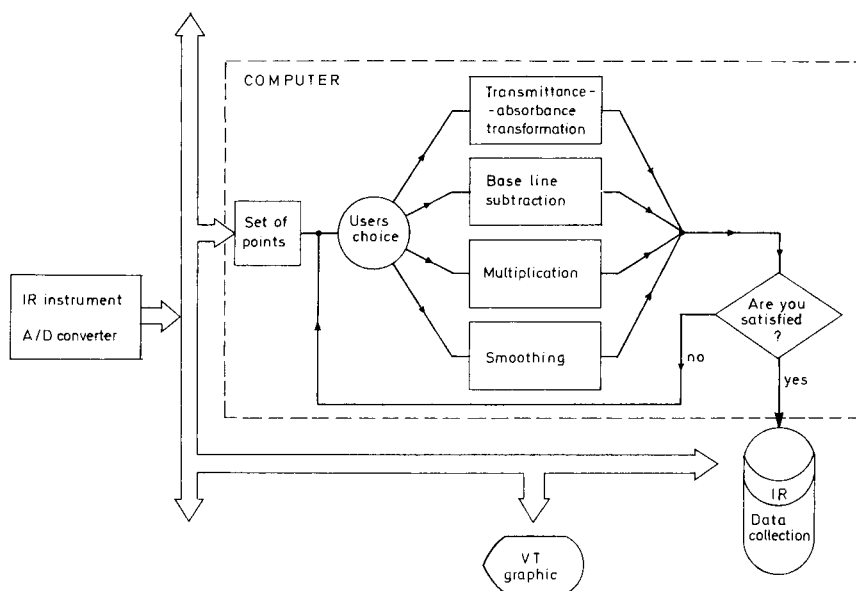 COMPUTER
Transmittance-
-absorbance
transformation
Base line
subtraction
Set of
points
Users
choice
Multiplication
IR instrument
A/D converter
Are you
satisfied
?
Smoothing
no
yes
IR
Data
collection
VT
graphic